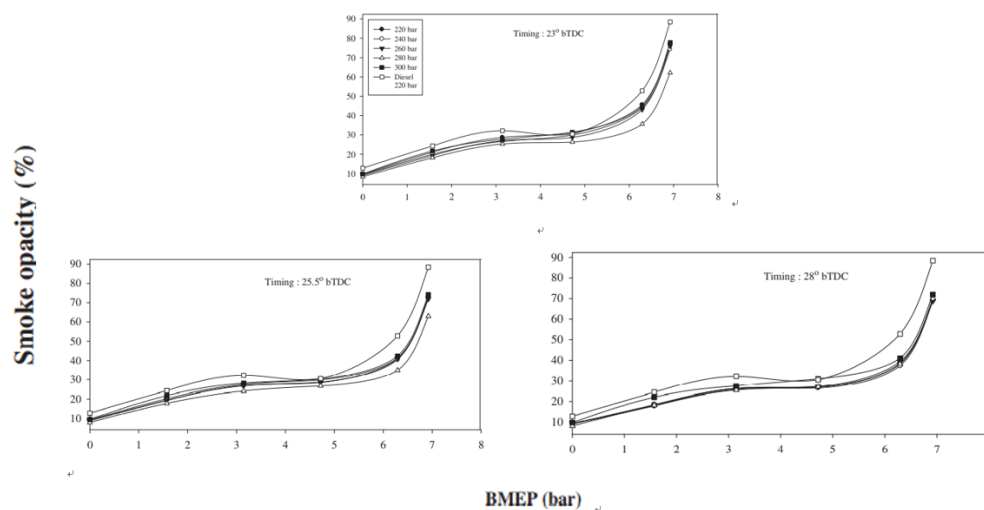 Smoke opacity (%)
90
80
70
60
50
40
30
20
10
220 bar
240 bar
260 bar
280 bar
300 bar
Diesel
220 bar
Timing : 23o bTDC
0 1 2 3 4 5 6 7 8
90
80
70
60
50
40
30
20
10
Timing : 25.5o bTDC
0 1 2 3 4 5 6 7 8
90
80
70
60
50
40
30
20
10
Timing : 28o bTDC
0 1 2 3 4 5 6 7
BMEP (bar)